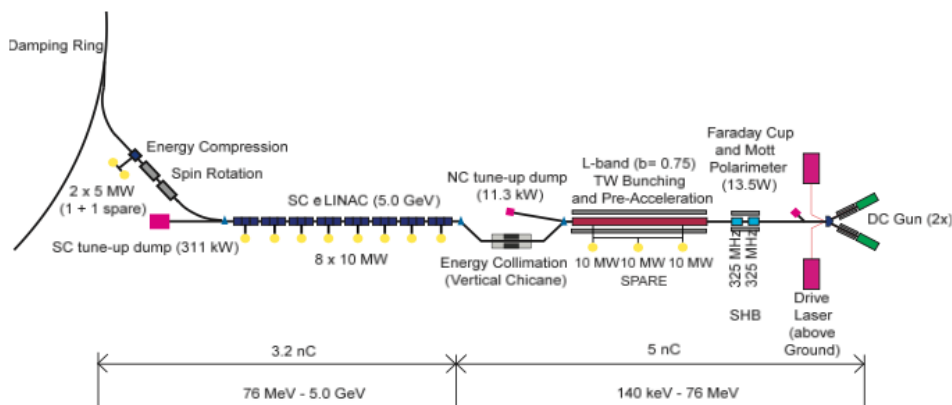 Damping Ring
Energy Compression
Spin Rotation
2 x 5 MW
(1 + 1 spare)
SC tune-up dump (311 kW)
SC e LINAC (5.0 GeV)
8 x 10 MW
NC tune-up dump
(11.3 kW)
Energy Collimation
(Vertical Chicane)
L-band (b= 0.75)
TW Bunching
and Pre-Acceleration
10 MW 10 MW 10 MW
SPARE
Faraday Cup
and Mott
Polarimeter
(13.5W)
325 MHz
325 MHz
SHB
DC Gun (2x)
Drive
Laser
(above
Ground)
3.2 nC
5 nC
76 MeV - 5.0 GeV
140 keV - 76 MeV